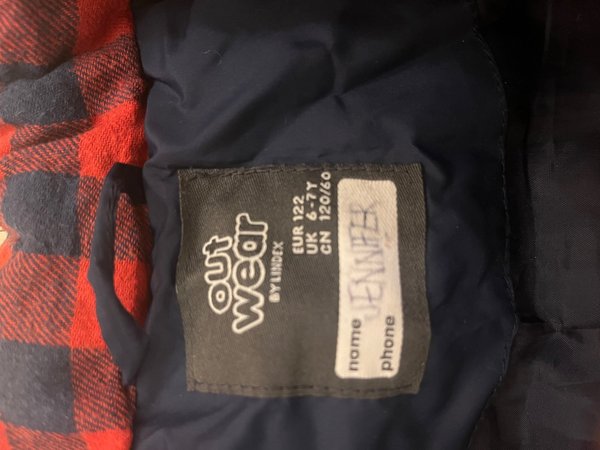 out
wear
BY LINDEX
EUR 122
UK 6-7Y
CN 120/60
name JENNIFER
phone